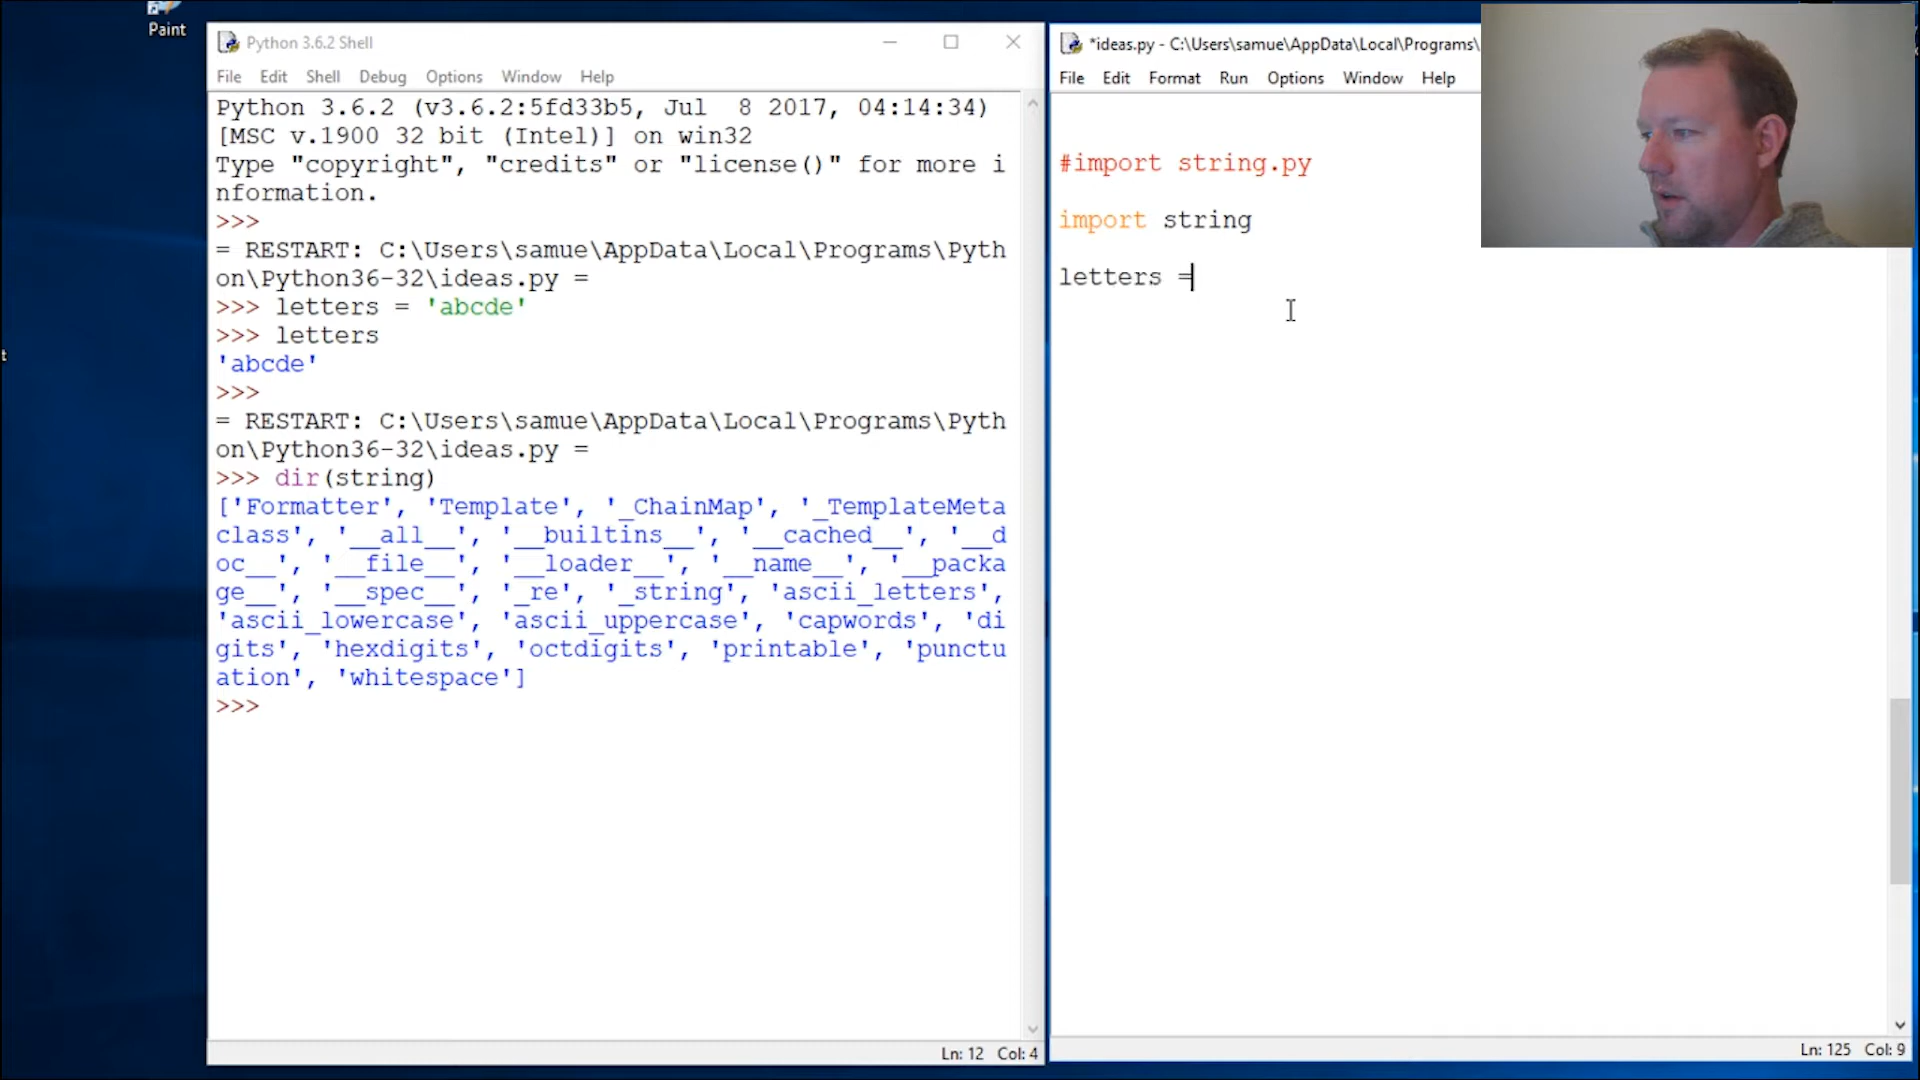 Paint
Python 3.6.2 Shell
File Edit Shell Debug Options Window Help
Python 3.6.2 (v3.6.2:5fd33b5, Jul  8 2017, 04:14:34)
[MSC v.1900 32 bit (Intel)] on win32
Type "copyright", "credits" or "license()" for more i
nformation.
>>>
= RESTART: C:\Users\samue\AppData\Local\Programs\Pyth
on\Python36-32\ideas.py =
>>> letters = 'abcde'
>>> letters
'abcde'
>>>
= RESTART: C:\Users\samue\AppData\Local\Programs\Pyth
on\Python36-32\ideas.py =
>>> dir(string)
['Formatter', 'Template', '_ChainMap', '_TemplateMeta
class', '__all__', '__builtins__', '__cached__', '__d
oc__', '__file__', '__loader__', '__name__', '__packa
ge__', '__spec__', '_re', '_string', 'ascii_letters',
'ascii_lowercase', 'ascii_uppercase', 'capwords', 'di
gits', 'hexdigits', 'octdigits', 'printable', 'punctu
ation', 'whitespace']
>>>
Ln: 12 Col: 4
*ideas.py - C:\Users\samue\AppData\Local\Programs\
File Edit Format Run Options Window Help
#import string.py
import string
letters =
Ln: 125 Col: 9
t